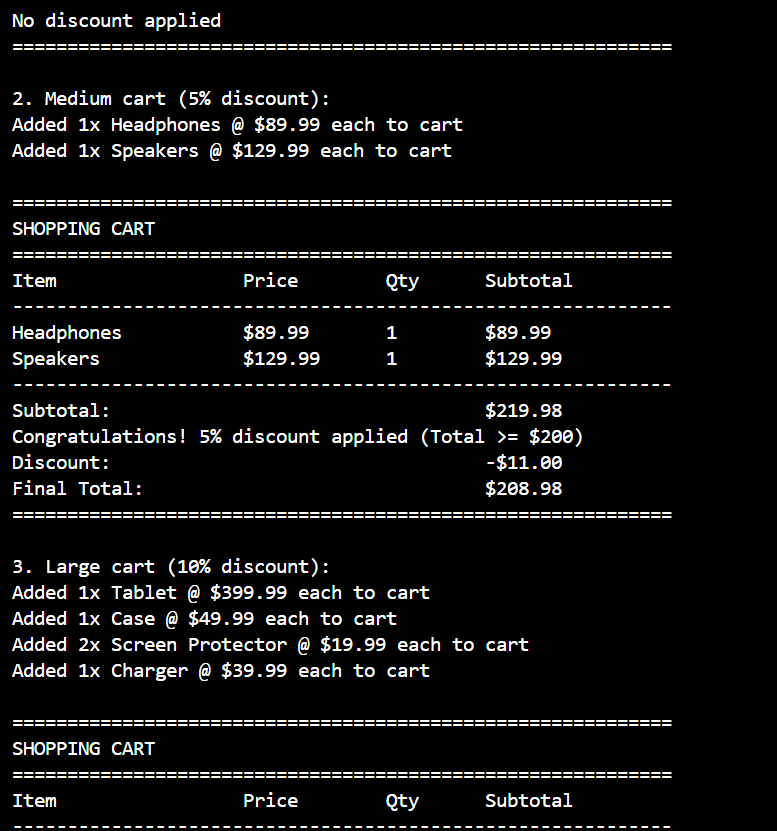 No discount applied
============================================================
2. Medium cart (5% discount):
Added 1x Headphones @ $89.99 each to cart
Added 1x Speakers @ $129.99 each to cart
============================================================
SHOPPING CART
============================================================
Item                 Price        Qty      Subtotal
------------------------------------------------------------
Headphones           $89.99       1        $89.99
Speakers             $129.99      1        $129.99
------------------------------------------------------------
Subtotal:                                  $219.98
Congratulations! 5% discount applied (Total >= $200)
Discount:                                  -$11.00
Final Total:                               $208.98
============================================================
3. Large cart (10% discount):
Added 1x Tablet @ $399.99 each to cart
Added 1x Case @ $49.99 each to cart
Added 2x Screen Protector @ $19.99 each to cart
Added 1x Charger @ $39.99 each to cart
============================================================
SHOPPING CART
============================================================
Item                 Price        Qty      Subtotal
------------------------------------------------------------